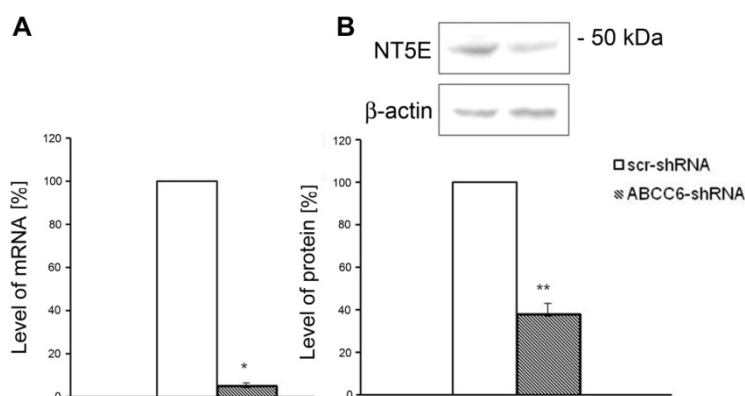 A
B
NT5E
- 50 kDa
β-actin
120
100
80
60
40
20
0
Level of mRNA [%]
*
120
100
80
60
40
20
0
Level of protein [%]
**
scr-shRNA
ABCC6-shRNA